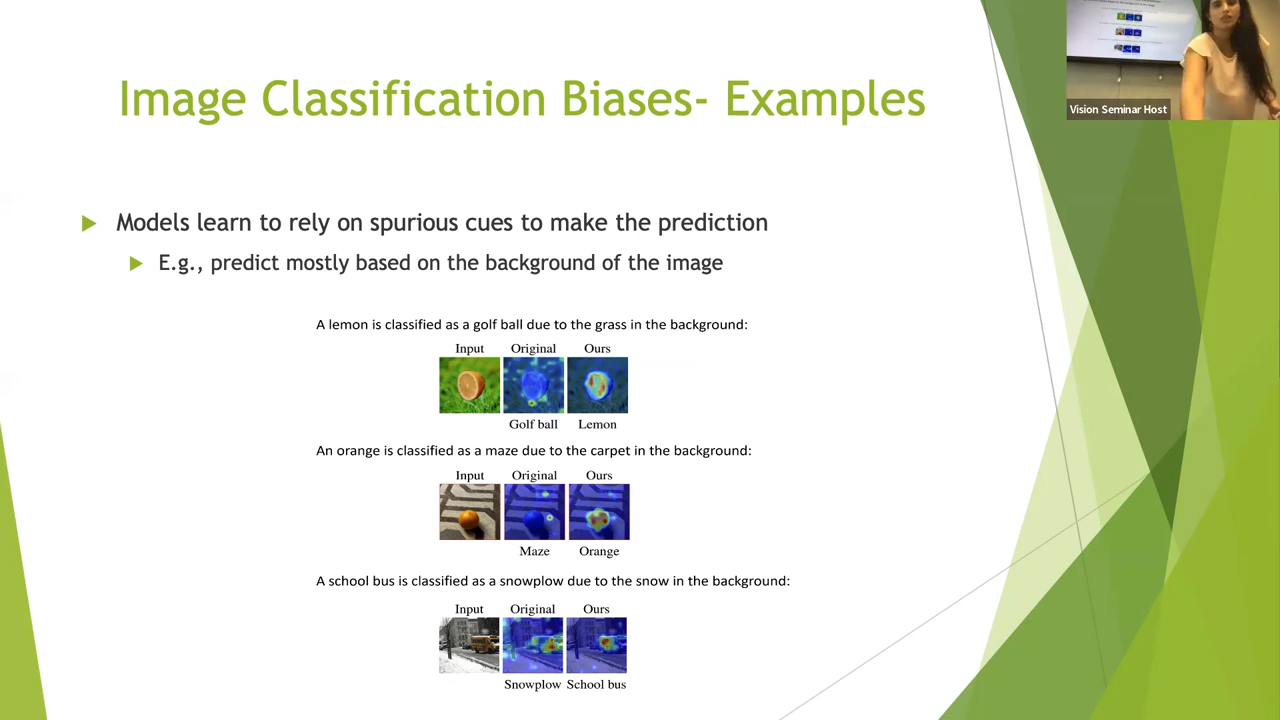 Image Classification Biases- Examples
Vision Seminar Host
Models learn to rely on spurious cues to make the prediction
E.g., predict mostly based on the background of the image
A lemon is classified as a golf ball due to the grass in the background:
Input Original Ours
Golf ball Lemon
An orange is classified as a maze due to the carpet in the background:
Input Original Ours
Maze Orange
A school bus is classified as a snowplow due to the snow in the background:
Input Original Ours
Snowplow School bus